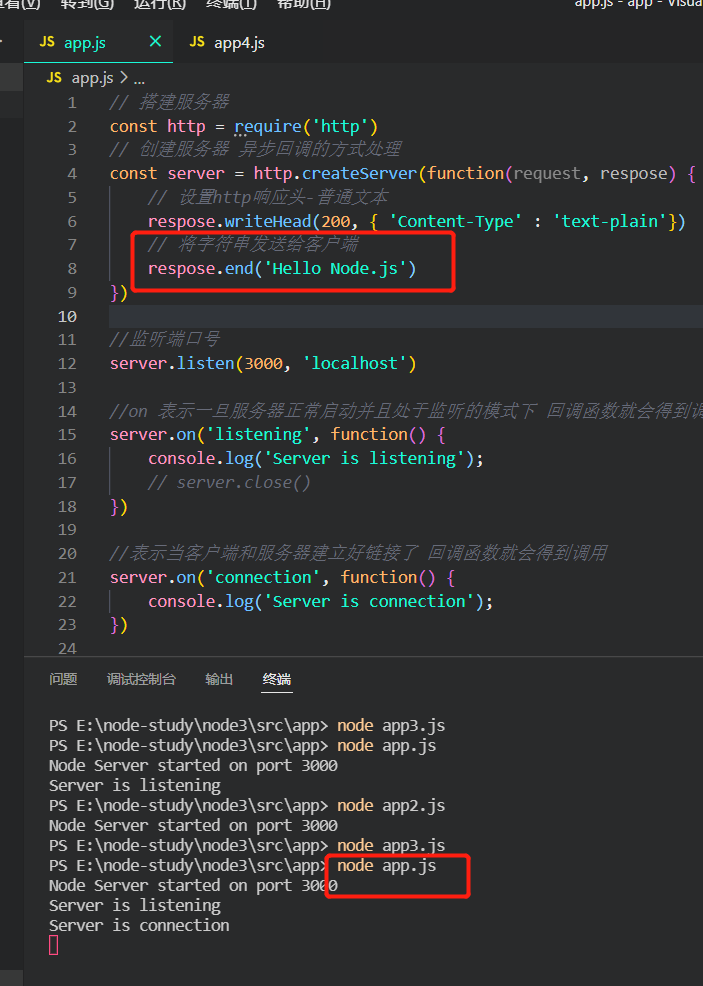 查看(V) 转到(G) 运行(R) 终端(T) 帮助(H) app.js - app - Visua
JS app.js × JS app4.js
JS app.js > ...
1 // 搭建服务器
2 const http = require('http')
3 // 创建服务器 异步回调的方式处理
4 const server = http.createServer(function(request, respose) {
5 // 设置http响应头-普通文本
6 respose.writeHead(200, { 'Content-Type' : 'text-plain'})
7 // 将字符串发送给客户端
8 respose.end('Hello Node.js')
9 })
10
11 //监听端口号
12 server.listen(3000, 'localhost')
13
14 //on 表示一旦服务器正常启动并且处于监听的模式下 回调函数就会得到调
15 server.on('listening', function() {
16 console.log('Server is listening');
17 // server.close()
18 })
19
20 //表示当客户端和服务器建立好链接了 回调函数就会得到调用
21 server.on('connection', function() {
22 console.log('Server is connection');
23 })
24
问题 调试控制台 输出 终端
PS E:\node-study\node3\src\app> node app3.js
PS E:\node-study\node3\src\app> node app.js
Node Server started on port 3000
Server is listening
PS E:\node-study\node3\src\app> node app2.js
Node Server started on port 3000
PS E:\node-study\node3\src\app> node app3.js
PS E:\node-study\node3\src\app> node app.js
Node Server started on port 3000
Server is listening
Server is connection